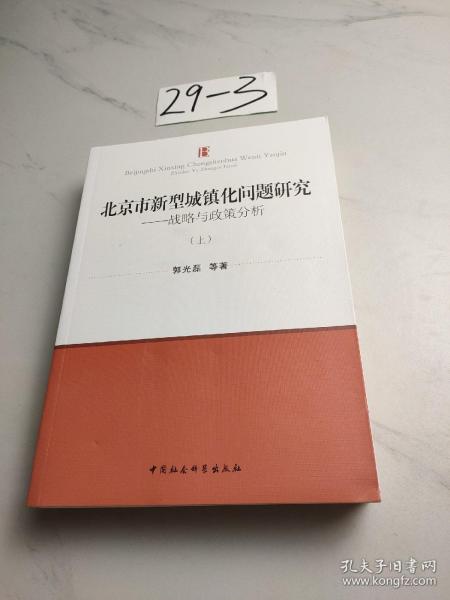 29-3
Beijingshi Xinxing Chengzhenhua Wenti Yanjiu
北京市新型城镇化问题研究
——战略与政策分析
（上）
郭光磊 等著
中国社会科学出版社
孔夫子旧书网
www.kongfz.com